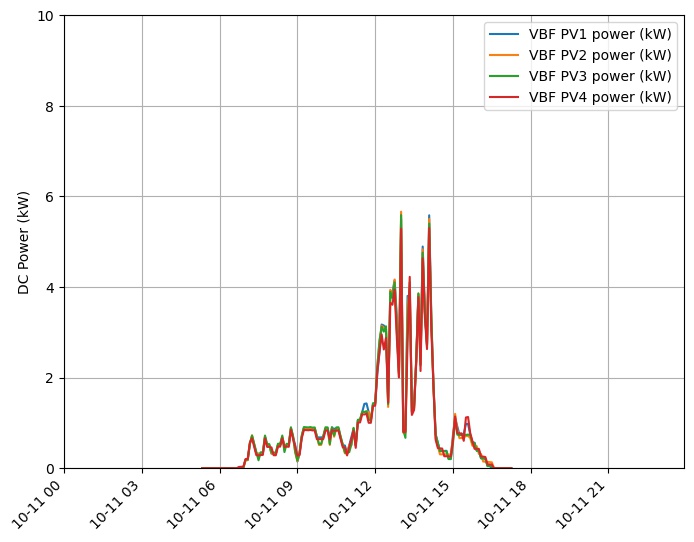 VBF PV1 power (kW)
VBF PV2 power (kW)
VBF PV3 power (kW)
VBF PV4 power (kW)
DC Power (kW)
10
8
6
4
2
0
10-11 00
10-11 03
10-11 06
10-11 09
10-11 12
10-11 15
10-11 18
10-11 21